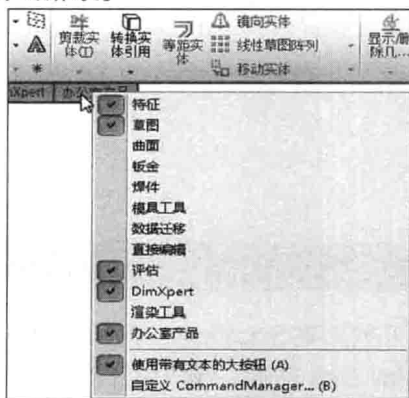 镜向实体
剪裁实体(T) 转换实体引用 等距实体 线性草图阵列 显示/删除几...
移动实体
iXpert 办公室产品
特征
草图
曲面
钣金
焊件
模具工具
数据迁移
直接编辑
评估
DimXpert
渲染工具
办公室产品
使用带有文本的大按钮 (A)
自定义 CommandManager... (B)